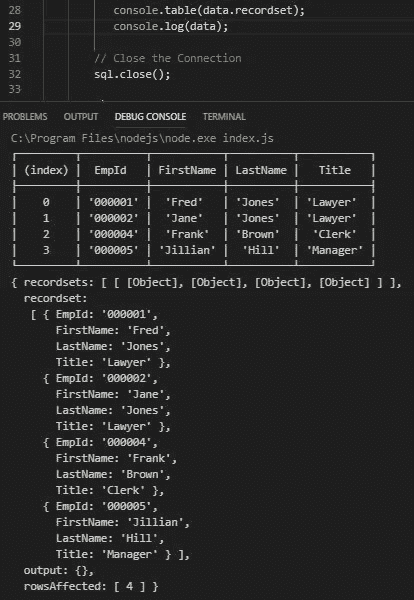 28 console.table(data.recordset);
29 console.log(data);
30
31 // Close the Connection
32 sql.close();
33
PROBLEMS OUTPUT DEBUG CONSOLE TERMINAL
C:\Program Files\nodejs\node.exe index.js
(index) EmpId FirstName LastName Title
0 '000001' 'Fred' 'Jones' 'Lawyer'
1 '000002' 'Jane' 'Jones' 'Lawyer'
2 '000004' 'Frank' 'Brown' 'Clerk'
3 '000005' 'Jillian' 'Hill' 'Manager'
{ recordsets: [ [ [Object], [Object], [Object], [Object] ] ],
recordset:
[ { EmpId: '000001',
FirstName: 'Fred',
LastName: 'Jones',
Title: 'Lawyer' },
{ EmpId: '000002',
FirstName: 'Jane',
LastName: 'Jones',
Title: 'Lawyer' },
{ EmpId: '000004',
FirstName: 'Frank',
LastName: 'Brown',
Title: 'Clerk' },
{ EmpId: '000005',
FirstName: 'Jillian',
LastName: 'Hill',
Title: 'Manager' } ],
output: {},
rowsAffected: [ 4 ] }